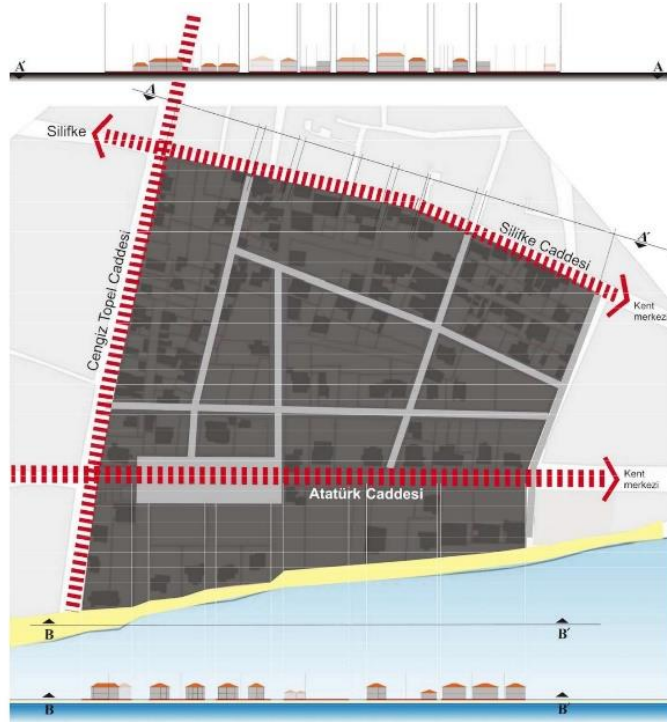 A′ A
A
Silifke
Silifke Caddesi
A′
Cengiz Topel Caddesi
Kent
merkezi
Kent
merkezi
Atatürk Caddesi
B B′
B B′